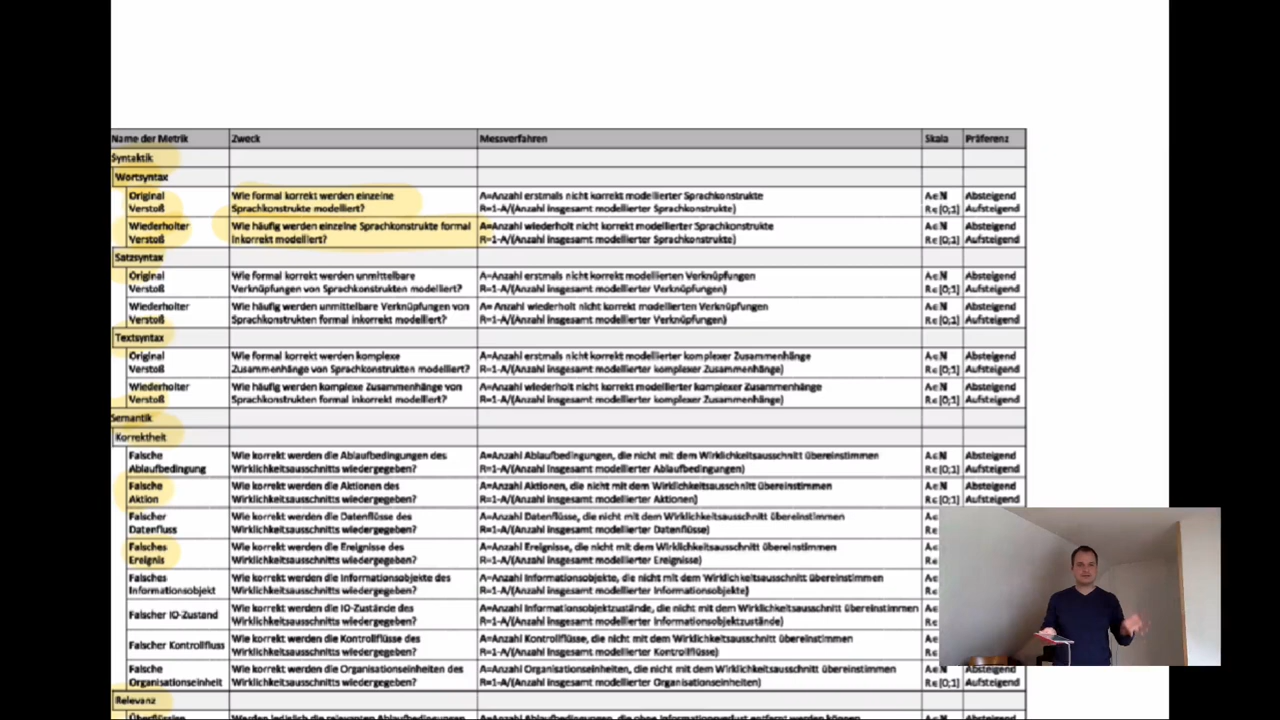 Name der Metrik Zweck Messverfahren Skala Präferenz
Syntaktik
Wortsyntax
Original Wie formal korrekt werden einzelne A=Anzahl erstmals nicht korrekt modellierter Sprachkonstrukte A∈ℕ Absteigend
Verstoß Sprachkonstrukte modelliert? R=1-A/(Anzahl insgesamt modellierter Sprachkonstrukte) R∈[0;1] Aufsteigend
Wiederholter Wie häufig werden einzelne Sprachkonstrukte formal A=Anzahl wiederholt nicht korrekt modellierter Sprachkonstrukte A∈ℕ Absteigend
Verstoß inkorrekt modelliert? R=1-A/(Anzahl insgesamt modellierter Sprachkonstrukte) R∈[0;1] Aufsteigend
Satzsyntax
Original Wie formal korrekt werden unmittelbare A=Anzahl erstmals nicht korrekt modellierten Verknüpfungen A∈ℕ Absteigend
Verstoß Verknüpfungen von Sprachkonstrukten modelliert? R=1-A/(Anzahl insgesamt modellierter Verknüpfungen) R∈[0;1] Aufsteigend
Wiederholter Wie häufig werden unmittelbare Verknüpfungen von A= Anzahl wiederholt nicht korrekt modellierten Verknüpfungen A∈ℕ Absteigend
Verstoß Sprachkonstrukten formal inkorrekt modelliert? R=1-A/(Anzahl insgesamt modellierter Verknüpfungen) R∈[0;1] Aufsteigend
Textsyntax
Original Wie formal korrekt werden komplexe A=Anzahl erstmals nicht korrekt modellierter komplexer Zusammenhänge A∈ℕ Absteigend
Verstoß Zusammenhänge von Sprachkonstrukten modelliert? R=1-A/(Anzahl insgesamt modellierter komplexer Zusammenhänge) R∈[0;1] Aufsteigend
Wiederholter Wie häufig werden komplexe Zusammenhänge von A=Anzahl wiederholt nicht korrekt modellierter komplexer Zusammenhänge A∈ℕ Absteigend
Verstoß Sprachkonstrukten formal inkorrekt modelliert? R=1-A/(Anzahl insgesamt modellierter komplexer Zusammenhänge) R∈[0;1] Aufsteigend
Semantik
Korrektheit
Falsche Wie korrekt werden die Ablaufbedingungen des A=Anzahl Ablaufbedingungen, die nicht mit dem Wirklichkeitsausschnitt übereinstimmen A∈ℕ Absteigend
Ablaufbedingung Wirklichkeitsausschnitts wiedergegeben? R=1-A/(Anzahl insgesamt modellierter Ablaufbedingungen) R∈[0;1] Aufsteigend
Falsche Wie korrekt werden die Aktionen des A=Anzahl Aktionen, die nicht mit dem Wirklichkeitsausschnitt übereinstimmen A∈ℕ Absteigend
Aktion Wirklichkeitsausschnitts wiedergegeben? R=1-A/(Anzahl insgesamt modellierter Aktionen) R∈[0;1] Aufsteigend
Falscher Wie korrekt werden die Datenflüsse des A=Anzahl Datenflüsse, die nicht mit dem Wirklichkeitsausschnitt übereinstimmen A∈
Datenfluss Wirklichkeitsausschnitts wiedergegeben? R=1-A/(Anzahl insgesamt modellierter Datenflüsse) R∈
Falsches Wie korrekt werden die Ereignisse des A=Anzahl Ereignisse, die nicht mit dem Wirklichkeitsausschnitt übereinstimmen A∈
Ereignis Wirklichkeitsausschnitts wiedergegeben? R=1-A/(Anzahl insgesamt modellierter Ereignisse) R∈
Falsches Wie korrekt werden die Informationsobjekte des A=Anzahl Informationsobjekte, die nicht mit dem Wirklichkeitsausschnitt übereinstimmen A∈
Informationsobjekt Wirklichkeitsausschnitts wiedergegeben? R=1-A/(Anzahl insgesamt modellierter Informationsobjekte) R∈
Falscher IO-Zustand Wie korrekt werden die IO-Zustände des A=Anzahl Informationsobjektzustände, die nicht mit dem Wirklichkeitsausschnitt übereinstimmen A∈
Wirklichkeitsausschnitts wiedergegeben? R=1-A/(Anzahl insgesamt modellierter Informationsobjektzustände) R∈
Falscher Kontrollfluss Wie korrekt werden die Kontrollflüsse des A=Anzahl Kontrollflüsse, die nicht mit dem Wirklichkeitsausschnitt übereinstimmen A∈
Wirklichkeitsausschnitts wiedergegeben? R=1-A/(Anzahl insgesamt modellierter Kontrollflüsse) R∈
Falsche Wie korrekt werden die Organisationseinheiten des A=Anzahl Organisationseinheiten, die nicht mit dem Wirklichkeitsausschnitt übereinstimmen A∈ℕ Absteigend
Organisationseinheit Wirklichkeitsausschnitts wiedergegeben? R=1-A/(Anzahl insgesamt modellierter Organisationseinheiten) R∈[0;1] Aufsteigend
Relevanz
Werden lediglich die relevanten Ablaufbedingungen des A=Anzahl Ablaufbedingungen, die ohne Informationsverlust entfernt werden können